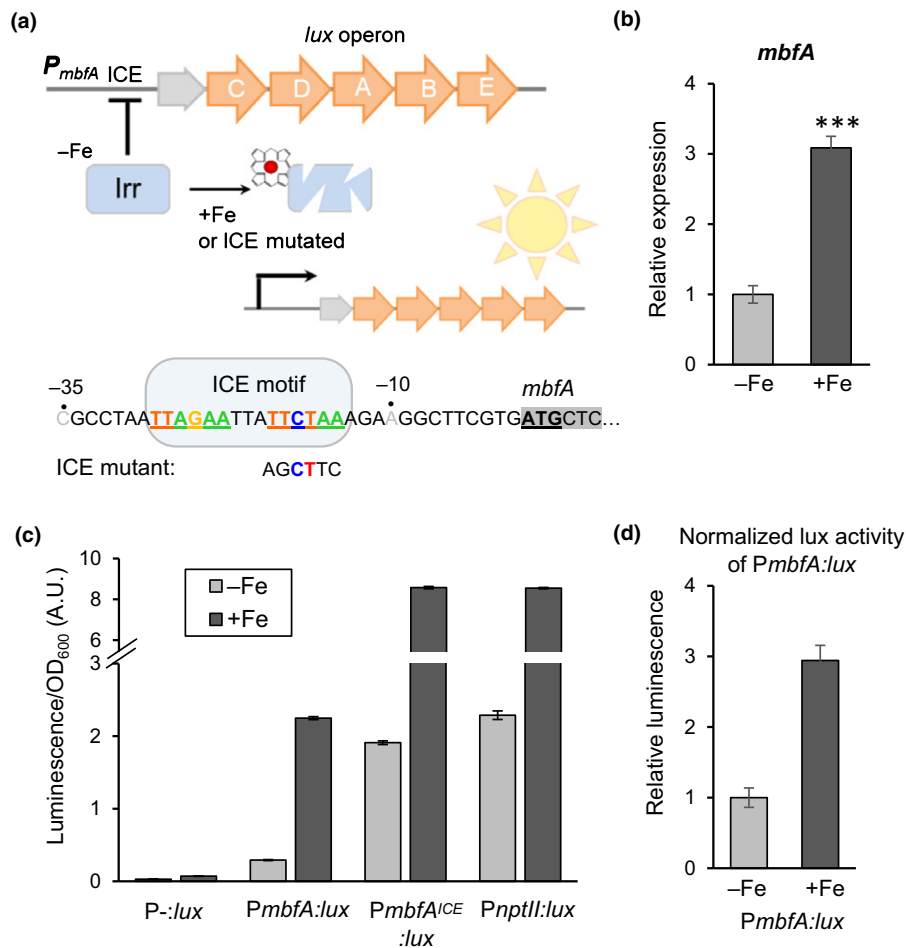 (a)
lux operon
PmbfA ICE
C D A B E
–Fe
Irr
+Fe
or ICE mutated
–35
ICE motif
–10
mbfA
CGCCTAATTAGAATTATTCTAAAGAAGGCTTCGTGATGCTC...
ICE mutant:
AGCTTC
(b)
mbfA
4
3
2
1
0
***
Relative expression
–Fe
+Fe
(c)
–Fe
+Fe
10
8
6
3
2
1
0
Luminescence/OD600 (A.U.)
P-:lux
PmbfA:lux
PmbfAICE
:lux
PnptII:lux
(d)
Normalized lux activity
of PmbfA:lux
4
3
2
1
0
Relative luminescence
–Fe
+Fe
PmbfA:lux